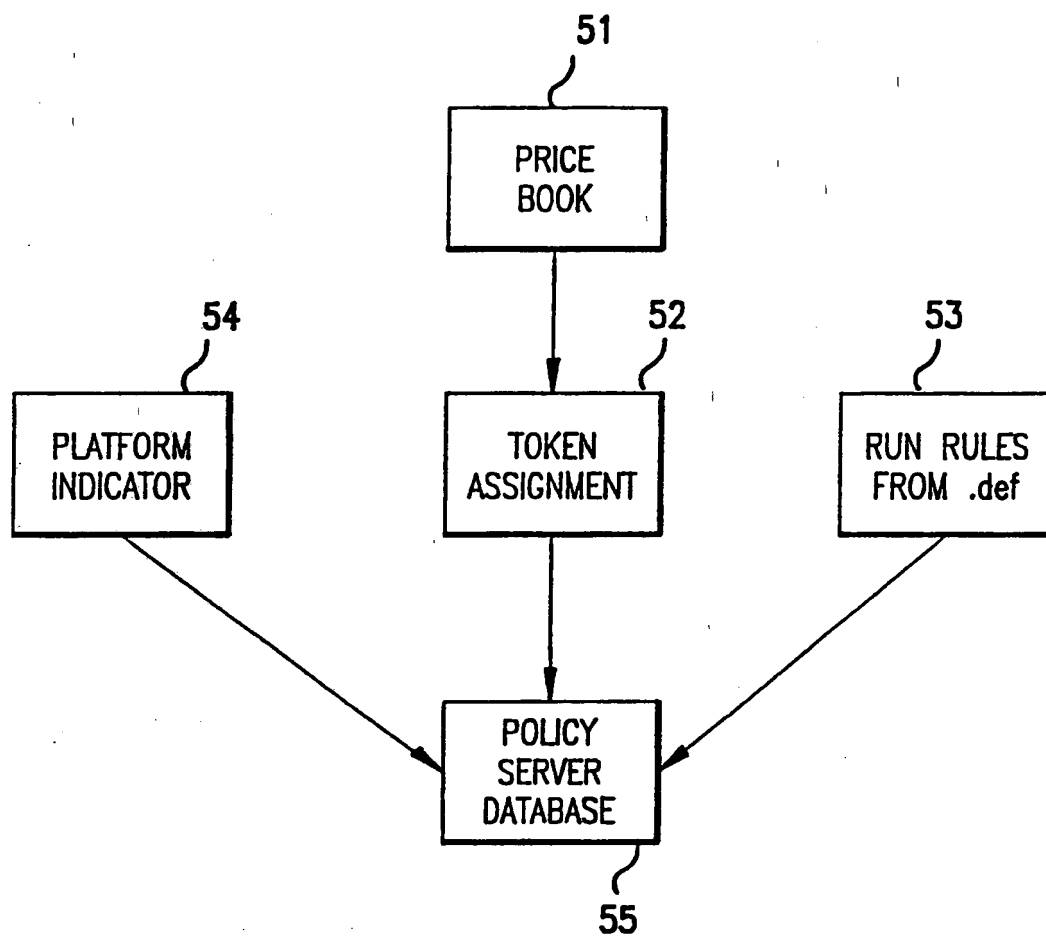 51
PRICE
BOOK
54
52
53
PLATFORM
INDICATOR
TOKEN
ASSIGNMENT
RUN RULES
FROM .def
POLICY
SERVER
DATABASE
55